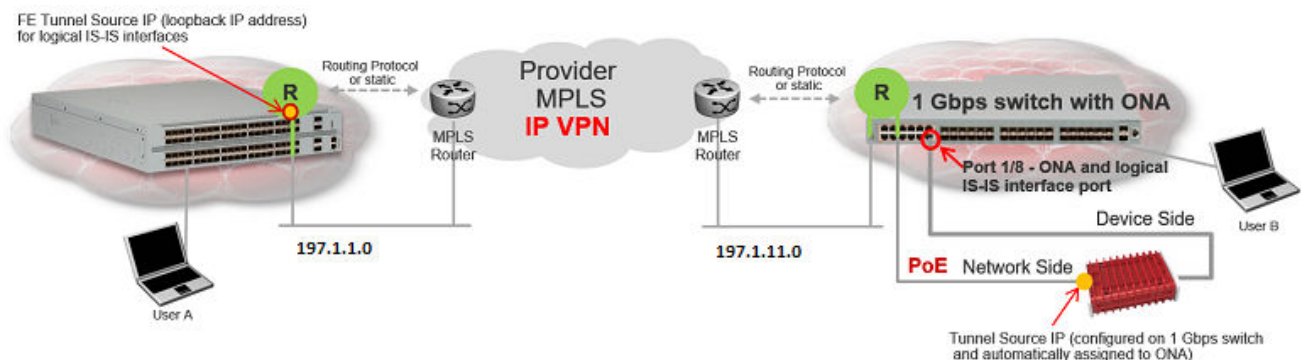 FE Tunnel Source IP (loopback IP address)
for logical IS-IS interfaces
R
Routing Protocol
or static
MPLS
Router
Provider
MPLS
IP VPN
Routing Protocol
or static
MPLS
Router
R
1 Gbps switch with ONA
Port 1/8 - ONA and logical
IS-IS interface port
User B
Device Side
197.1.1.0
197.1.11.0
PoE
Network Side
User A
Tunnel Source IP (configured on 1 Gbps switch
and automatically assigned to ONA)